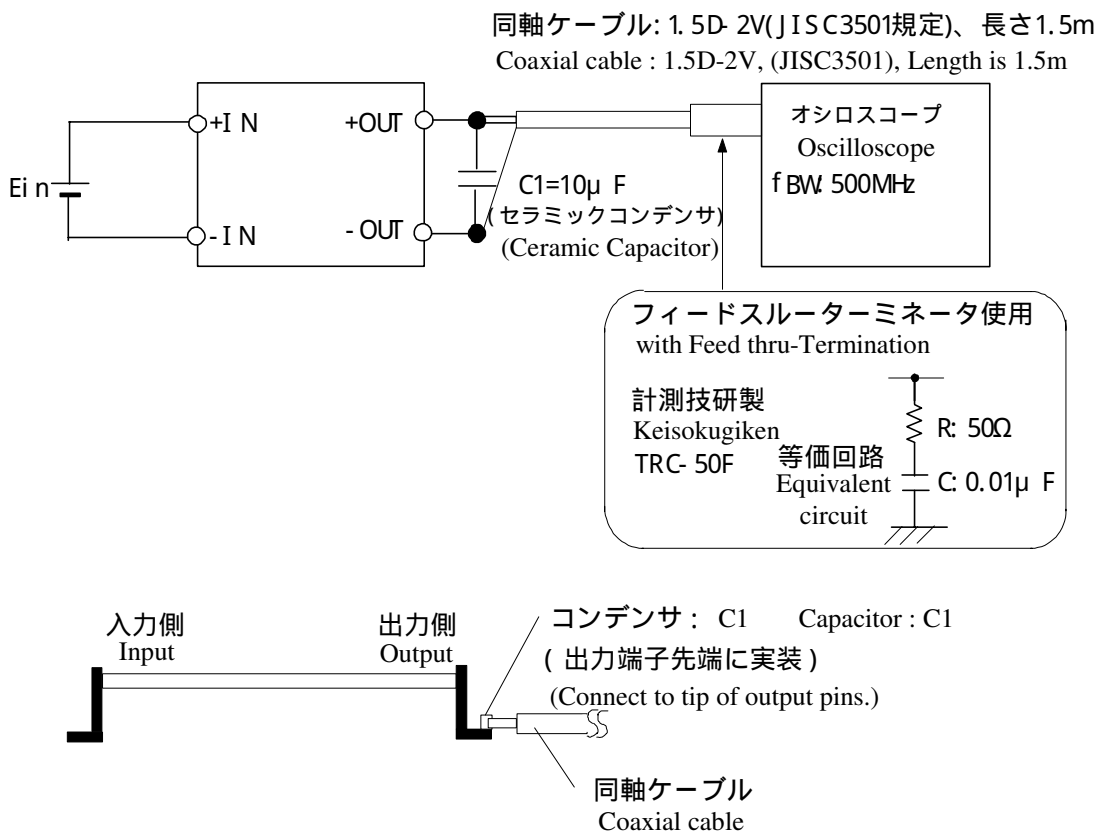 同軸ケーブル: 1.5D-2V(JISC3501規定)、長さ1.5m
Coaxial cable : 1.5D-2V, (JISC3501), Length is 1.5m
Ein
+IN
-IN
+OUT
-OUT
C1=10μF
(セラミックコンデンサ)
(Ceramic Capacitor)
オシロスコープ
Oscilloscope
fBW: 500MHz
フィードスルーターミネータ使用
with Feed thru-Termination
計測技研製
Keisokugiken
TRC-50F
等価回路
Equivalent
circuit
R: 50Ω
C: 0.01μF
入力側
Input
出力側
Output
コンデンサ: C1 Capacitor : C1
(出力端子先端に実装)
(Connect to tip of output pins.)
同軸ケーブル
Coaxial cable